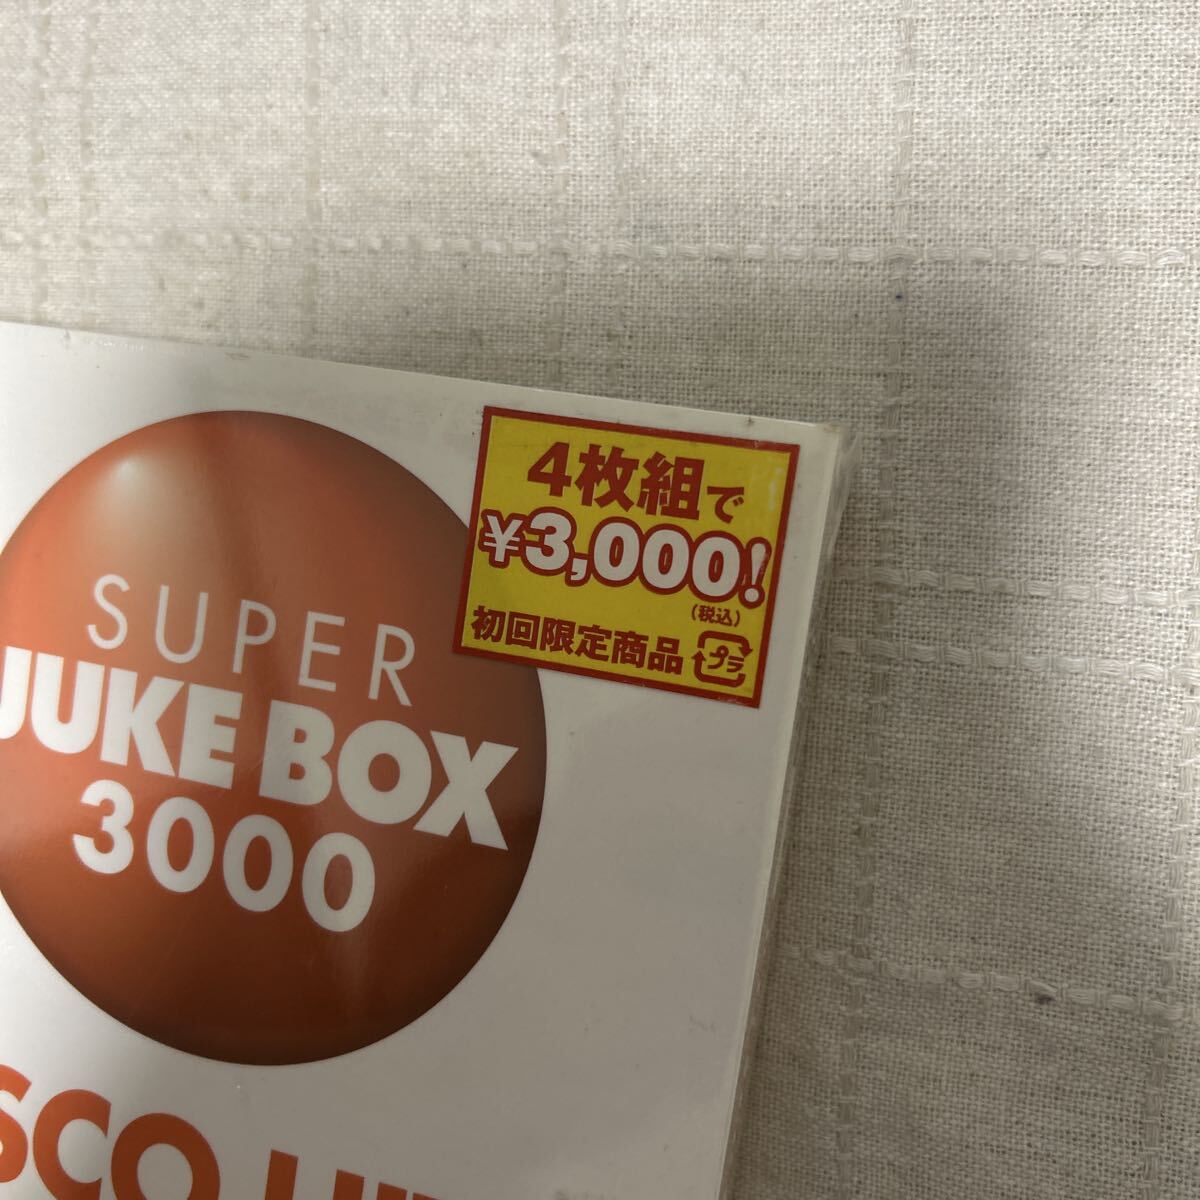 4枚組で
¥3,000!
(税込)
初回限定商品 プラ
SUPER
JUKE BOX
3000